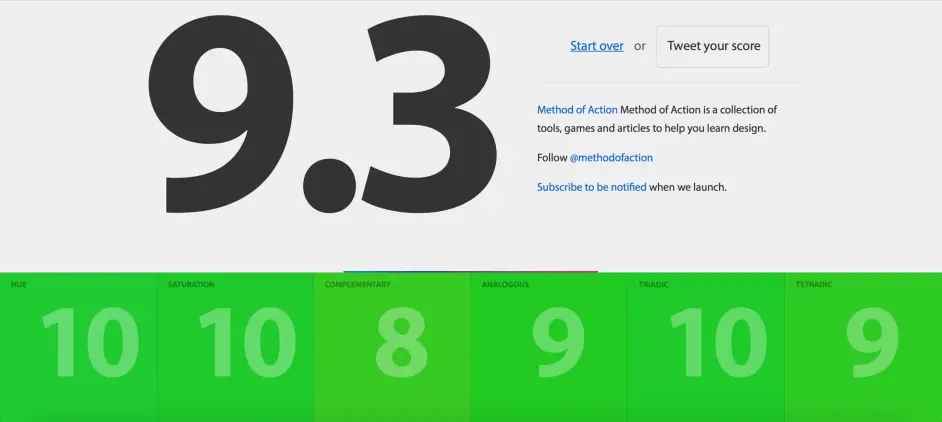 9.3
Start over or Tweet your score
Method of Action Method of Action is a collection of
tools, games and articles to help you learn design.
Follow @methodofaction
Subscribe to be notified when we launch.
HUE
10
SATURATION
10
COMPLEMENTARY
8
ANALOGOUS
9
TRIADIC
10
TETRADIC
9